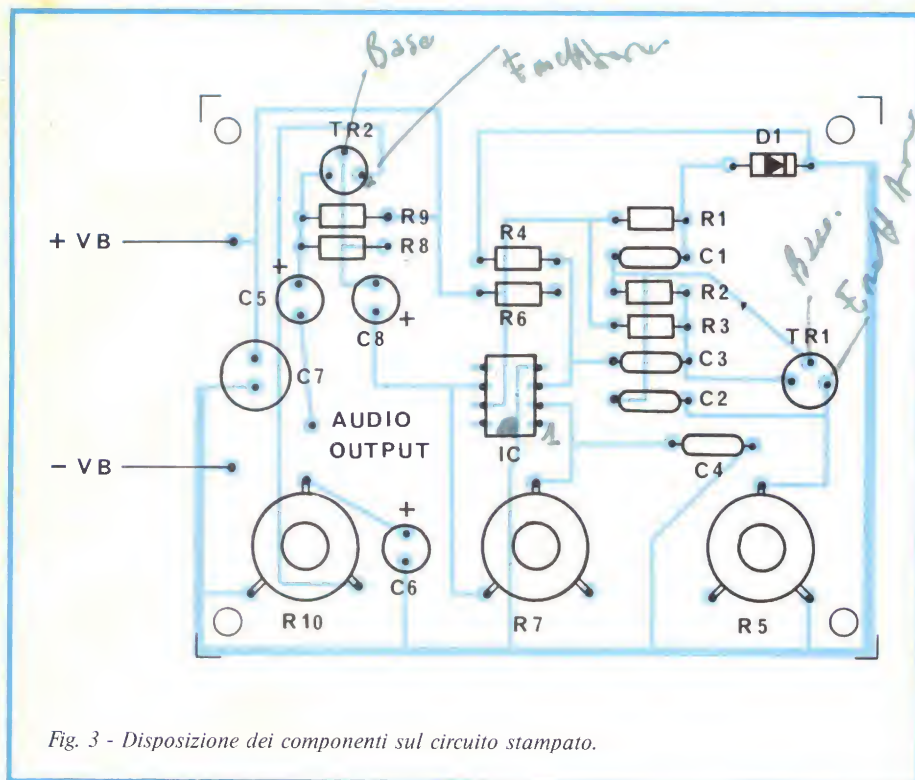 Base
TR2
D1
+ VB
R9
R8
R4
R1
C1
+
C5
R6
R2
C8
+
R3
TR1
C7
C3
C2
AUDIO
OUTPUT
IC
1
C4
- VB
+
C6
R10
R7
R5
Fig. 3 - Disposizione dei componenti sul circuito stampato.